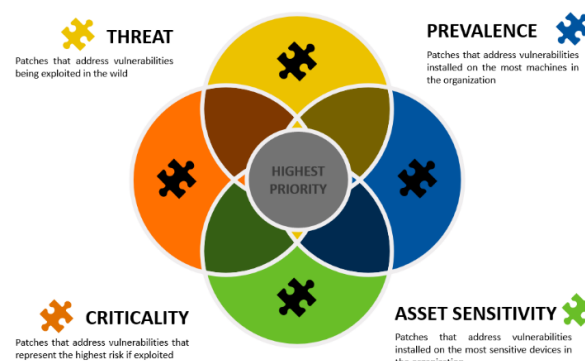 THREAT
Patches that address vulnerabilities
being exploited in the wild
PREVALENCE
Patches that address vulnerabilities
installed on the most machines in
the organization
HIGHEST
PRIORITY
CRITICALITY
Patches that address vulnerabilities that
represent the highest risk if exploited
ASSET SENSITIVITY
Patches that address vulnerabilities
installed on the most sensitive devices in
the organization